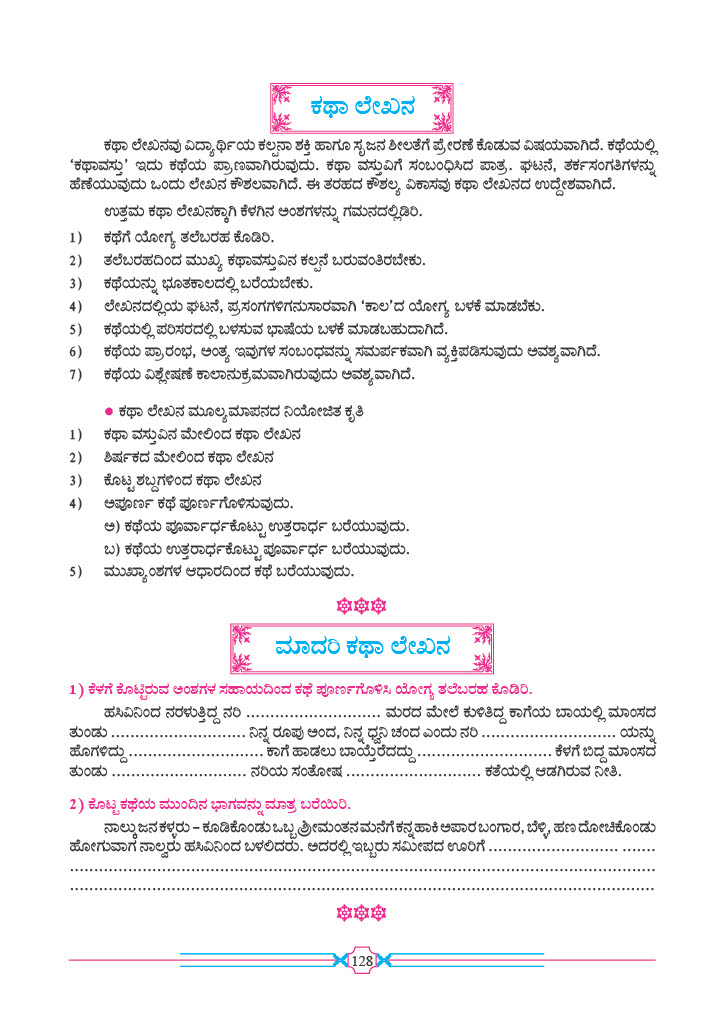 ಕಥಾ ಲೇಖನ
ಕಥಾ ಲೇಖನವು ವಿದ್ಯಾರ್ಥಿಯ ಕಲ್ಪನಾ ಶಕ್ತಿ ಹಾಗೂ ಸೃಜನ ಶೀಲತೆಗೆ ಪ್ರೇರಣೆ ಕೊಡುವ ವಿಷಯವಾಗಿದೆ. ಕಥೆಯಲ್ಲಿ
‘ಕಥಾವಸ್ತು’ ಇದು ಕಥೆಯ ಪ್ರಾಣವಾಗಿರುವುದು. ಕಥಾ ವಸ್ತುವಿಗೆ ಸಂಬಂಧಿಸಿದ ಪಾತ್ರ. ಘಟನೆ, ತರ್ಕಸಂಗತಿಗಳನ್ನು
ಹೆಣೆಯುವುದು ಒಂದು ಲೇಖನ ಕೌಶಲವಾಗಿದೆ. ಈ ತರಹದ ಕೌಶಲ್ಯ ವಿಕಾಸವು ಕಥಾ ಲೇಖನದ ಉದ್ದೇಶವಾಗಿದೆ.
ಉತ್ತಮ ಕಥಾ ಲೇಖನಕ್ಕಾಗಿ ಕೆಳಗಿನ ಅಂಶಗಳನ್ನು ಗಮನದಲ್ಲಿಡಿರಿ.
1) ಕಥೆಗೆ ಯೋಗ್ಯ ತಲೆಬರಹ ಕೊಡಿರಿ.
2) ತಲೆಬರಹದಿಂದ ಮುಖ್ಯ ಕಥಾವಸ್ತುವಿನ ಕಲ್ಪನೆ ಬರುವಂತಿರಬೇಕು.
3) ಕಥೆಯನ್ನು ಭೂತಕಾಲದಲ್ಲಿ ಬರೆಯಬೇಕು.
4) ಲೇಖನದಲ್ಲಿಯ ಘಟನೆ, ಪ್ರಸಂಗಗಳಿಗನುಸಾರವಾಗಿ ‘ಕಾಲ’ದ ಯೋಗ್ಯ ಬಳಕೆ ಮಾಡಬೆಕು.
5) ಕಥೆಯಲ್ಲಿ ಪರಿಸರದಲ್ಲಿ ಬಳಸುವ ಭಾಷೆಯ ಬಳಕೆ ಮಾಡಬಹುದಾಗಿದೆ.
6) ಕಥೆಯ ಪ್ರಾರಂಭ, ಅಂತ್ಯ ಇವುಗಳ ಸಂಬಂಧವನ್ನು ಸಮರ್ಪಕವಾಗಿ ವ್ಯಕ್ತಿಪಡಿಸುವುದು ಅವಶ್ಯವಾಗಿದೆ.
7) ಕಥೆಯ ವಿಶ್ಲೇಷಣೆ ಕಾಲಾನುಕ್ರಮವಾಗಿರುವುದು ಅವಶ್ಯವಾಗಿದೆ.
● ಕಥಾ ಲೇಖನ ಮೂಲ್ಯಮಾಪನದ ನಿಯೋಜಿತ ಕೃತಿ
1) ಕಥಾ ವಸ್ತುವಿನ ಮೇಲಿಂದ ಕಥಾ ಲೇಖನ
2) ಶಿರ್ಷಕದ ಮೇಲಿಂದ ಕಥಾ ಲೇಖನ
3) ಕೊಟ್ಟ ಶಬ್ದಗಳಿಂದ ಕಥಾ ಲೇಖನ
4) ಅಪೂರ್ಣ ಕಥೆ ಪೂರ್ಣಗೊಳಿಸುವುದು.
ಅ) ಕಥೆಯ ಪೂರ್ವಾರ್ಧಕೊಟ್ಟು ಉತ್ತರಾರ್ಧ ಬರೆಯುವುದು.
ಬ) ಕಥೆಯ ಉತ್ತರಾರ್ಧಕೊಟ್ಟು ಪೂರ್ವಾರ್ಧ ಬರೆಯುವುದು.
5) ಮುಖ್ಯಾಂಶಗಳ ಆಧಾರದಿಂದ ಕಥೆ ಬರೆಯುವುದು.
ಮಾದರಿ ಕಥಾ ಲೇಖನ
1) ಕೆಳಗೆ ಕೊಟ್ಟಿರುವ ಅಂಶಗಳ ಸಹಾಯದಿಂದ ಕಥೆ ಪೂರ್ಣಗೊಳಿಸಿ ಯೋಗ್ಯ ತಲೆಬರಹ ಕೊಡಿರಿ.
ಹಸಿವಿನಿಂದ ನರಳುತ್ತಿದ್ದ ನರಿ ............................ ಮರದ ಮೇಲೆ ಕುಳಿತಿದ್ದ ಕಾಗೆಯ ಬಾಯಲ್ಲಿ ಮಾಂಸದ
ತುಂಡು ............................ ನಿನ್ನ ರೂಪು ಅಂದ, ನಿನ್ನ ಧ್ವನಿ ಚಂದ ಎಂದು ನರಿ ............................ ಯನ್ನು
ಹೊಗಳಿದ್ದು ............................ ಕಾಗೆ ಹಾಡಲು ಬಾಯ್ತೆರೆದದ್ದು ............................ ಕೆಳಗೆ ಬಿದ್ದ ಮಾಂಸದ
ತುಂಡು ............................ ನರಿಯ ಸಂತೋಷ ............................ ಕತೆಯಲ್ಲಿ ಆಡಗಿರುವ ನೀತಿ.
2) ಕೊಟ್ಟ ಕಥೆಯ ಮುಂದಿನ ಭಾಗವನ್ನು ಮಾತ್ರ ಬರೆಯಿರಿ.
ನಾಲ್ಕು ಜನ ಕಳ್ಳರು – ಕೂಡಿಕೊಂಡು ಒಬ್ಬ ಶ್ರೀಮಂತನ ಮನೆಗೆ ಕನ್ನ ಹಾಕಿ ಅಪಾರ ಬಂಗಾರ, ಬೆಳ್ಳಿ, ಹಣ ದೋಚಿಕೊಂಡು
ಹೋಗುವಾಗ ನಾಲ್ವರು ಹಸಿವಿನಿಂದ ಬಳಲಿದರು. ಅದರಲ್ಲಿ ಇಬ್ಬರು ಸಮೀಪದ ಊರಿಗೆ ........................... .......
........................................................................................................................
........................................................................................................................
128